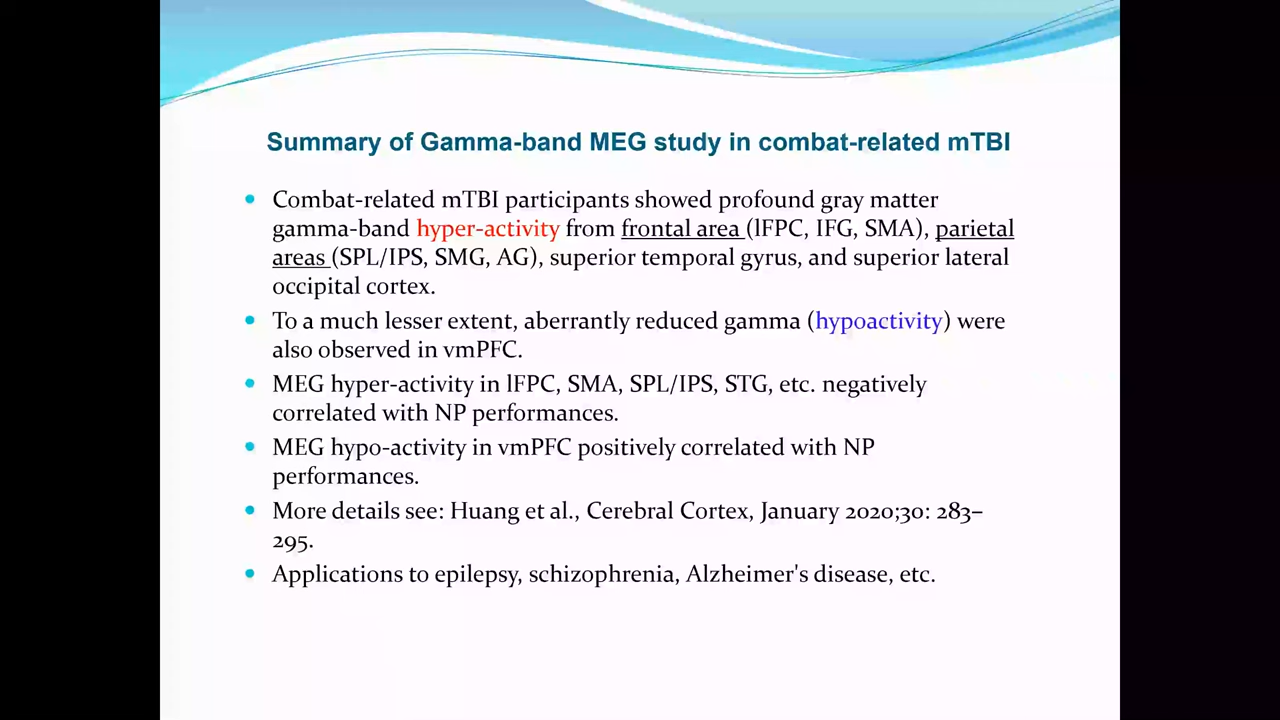 Summary of Gamma-band MEG study in combat-related mTBI
Combat-related mTBI participants showed profound gray matter
gamma-band hyper-activity from frontal area (lFPC, IFG, SMA), parietal
areas (SPL/IPS, SMG, AG), superior temporal gyrus, and superior lateral
occipital cortex.
To a much lesser extent, aberrantly reduced gamma (hypoactivity) were
also observed in vmPFC.
MEG hyper-activity in lFPC, SMA, SPL/IPS, STG, etc. negatively
correlated with NP performances.
MEG hypo-activity in vmPFC positively correlated with NP
performances.
More details see: Huang et al., Cerebral Cortex, January 2020;30: 283–
295.
Applications to epilepsy, schizophrenia, Alzheimer's disease, etc.